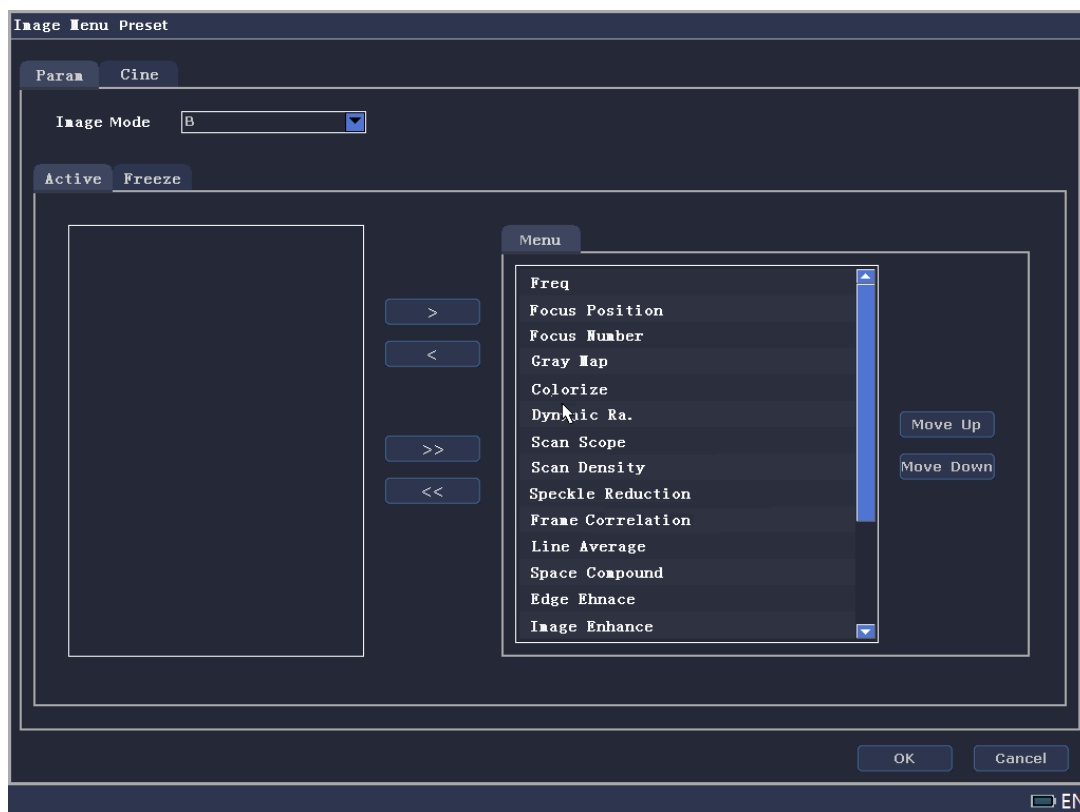 Image Menu Preset
Param Cine
Image Mode B
Active Freeze
Menu
Freq
>
Focus Position
Focus Number
<
Gray Map
Colorize
Dynmic Ra.
Move Up
Scan Scope
>>
Scan Density
Move Down
<<
Speckle Reduction
Frame Correlation
Line Average
Space Compound
Edge Ehnace
Image Enhance
OK Cancel
EN